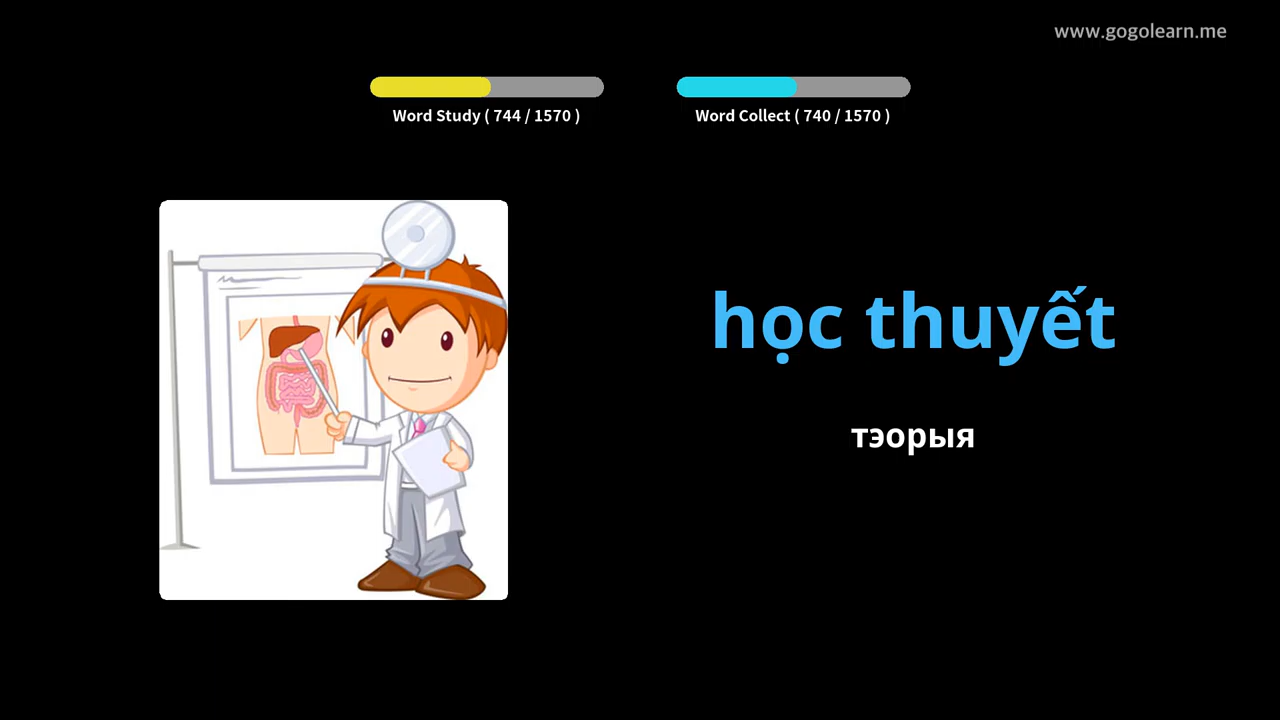 www.gogolearn.me
Word Study ( 744 / 1570 )
Word Collect ( 740 / 1570 )
học thuyết
тэорыя